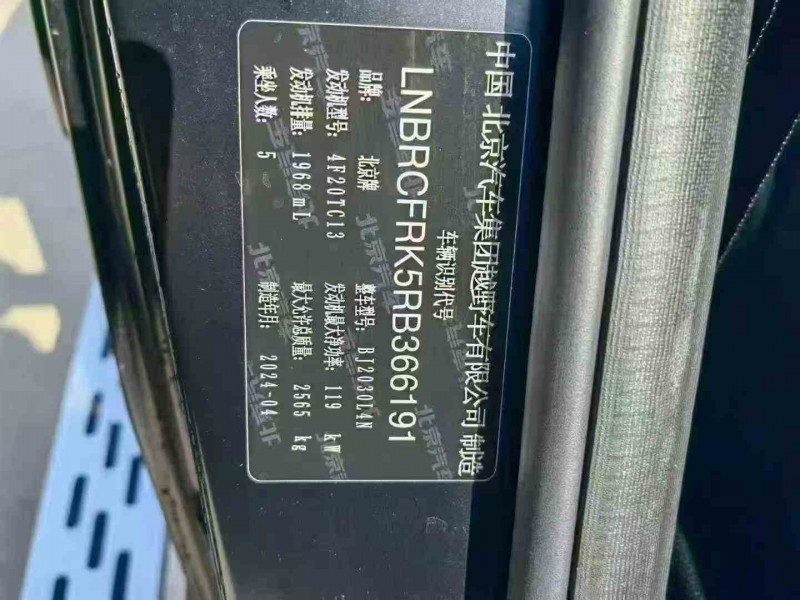 中国 北京汽车集团越野车有限公司 制造
车辆识别代号
LNBRCFRK5RB366191
品牌: 北京牌 整车型号: BJ2030L4N
发动机型号: 4F20TC13 发动机最大净功率: 119 kW
发动机排量: 1968mL 最大允许总质量: 2565 kg
乘坐人数: 5 制造年月: 2024-04